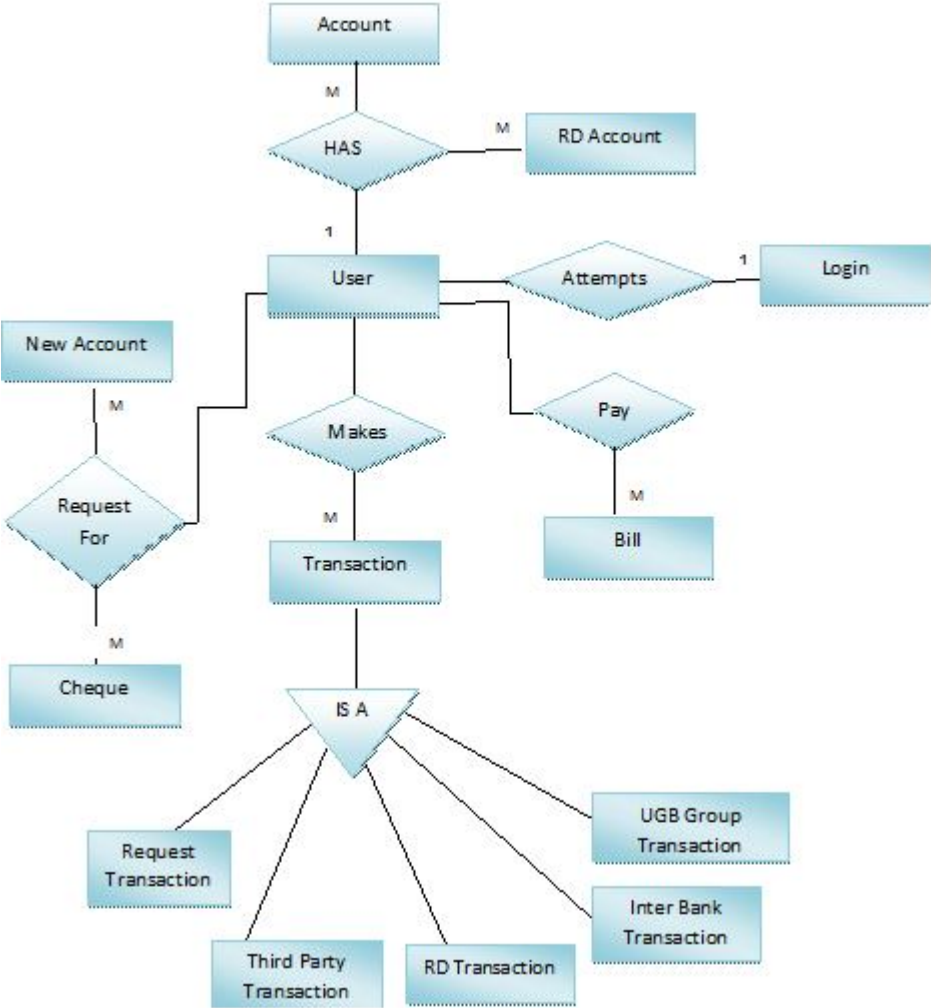 Account
M
HAS
M
RD Account
1
User
Attempts
1
Login
New Account
M
Request
For
M
Cheque
Makes
M
Transaction
Pay
M
Bill
IS A
Request
Transaction
Third Party
Transaction
RD Transaction
Inter Bank
Transaction
UGB Group
Transaction